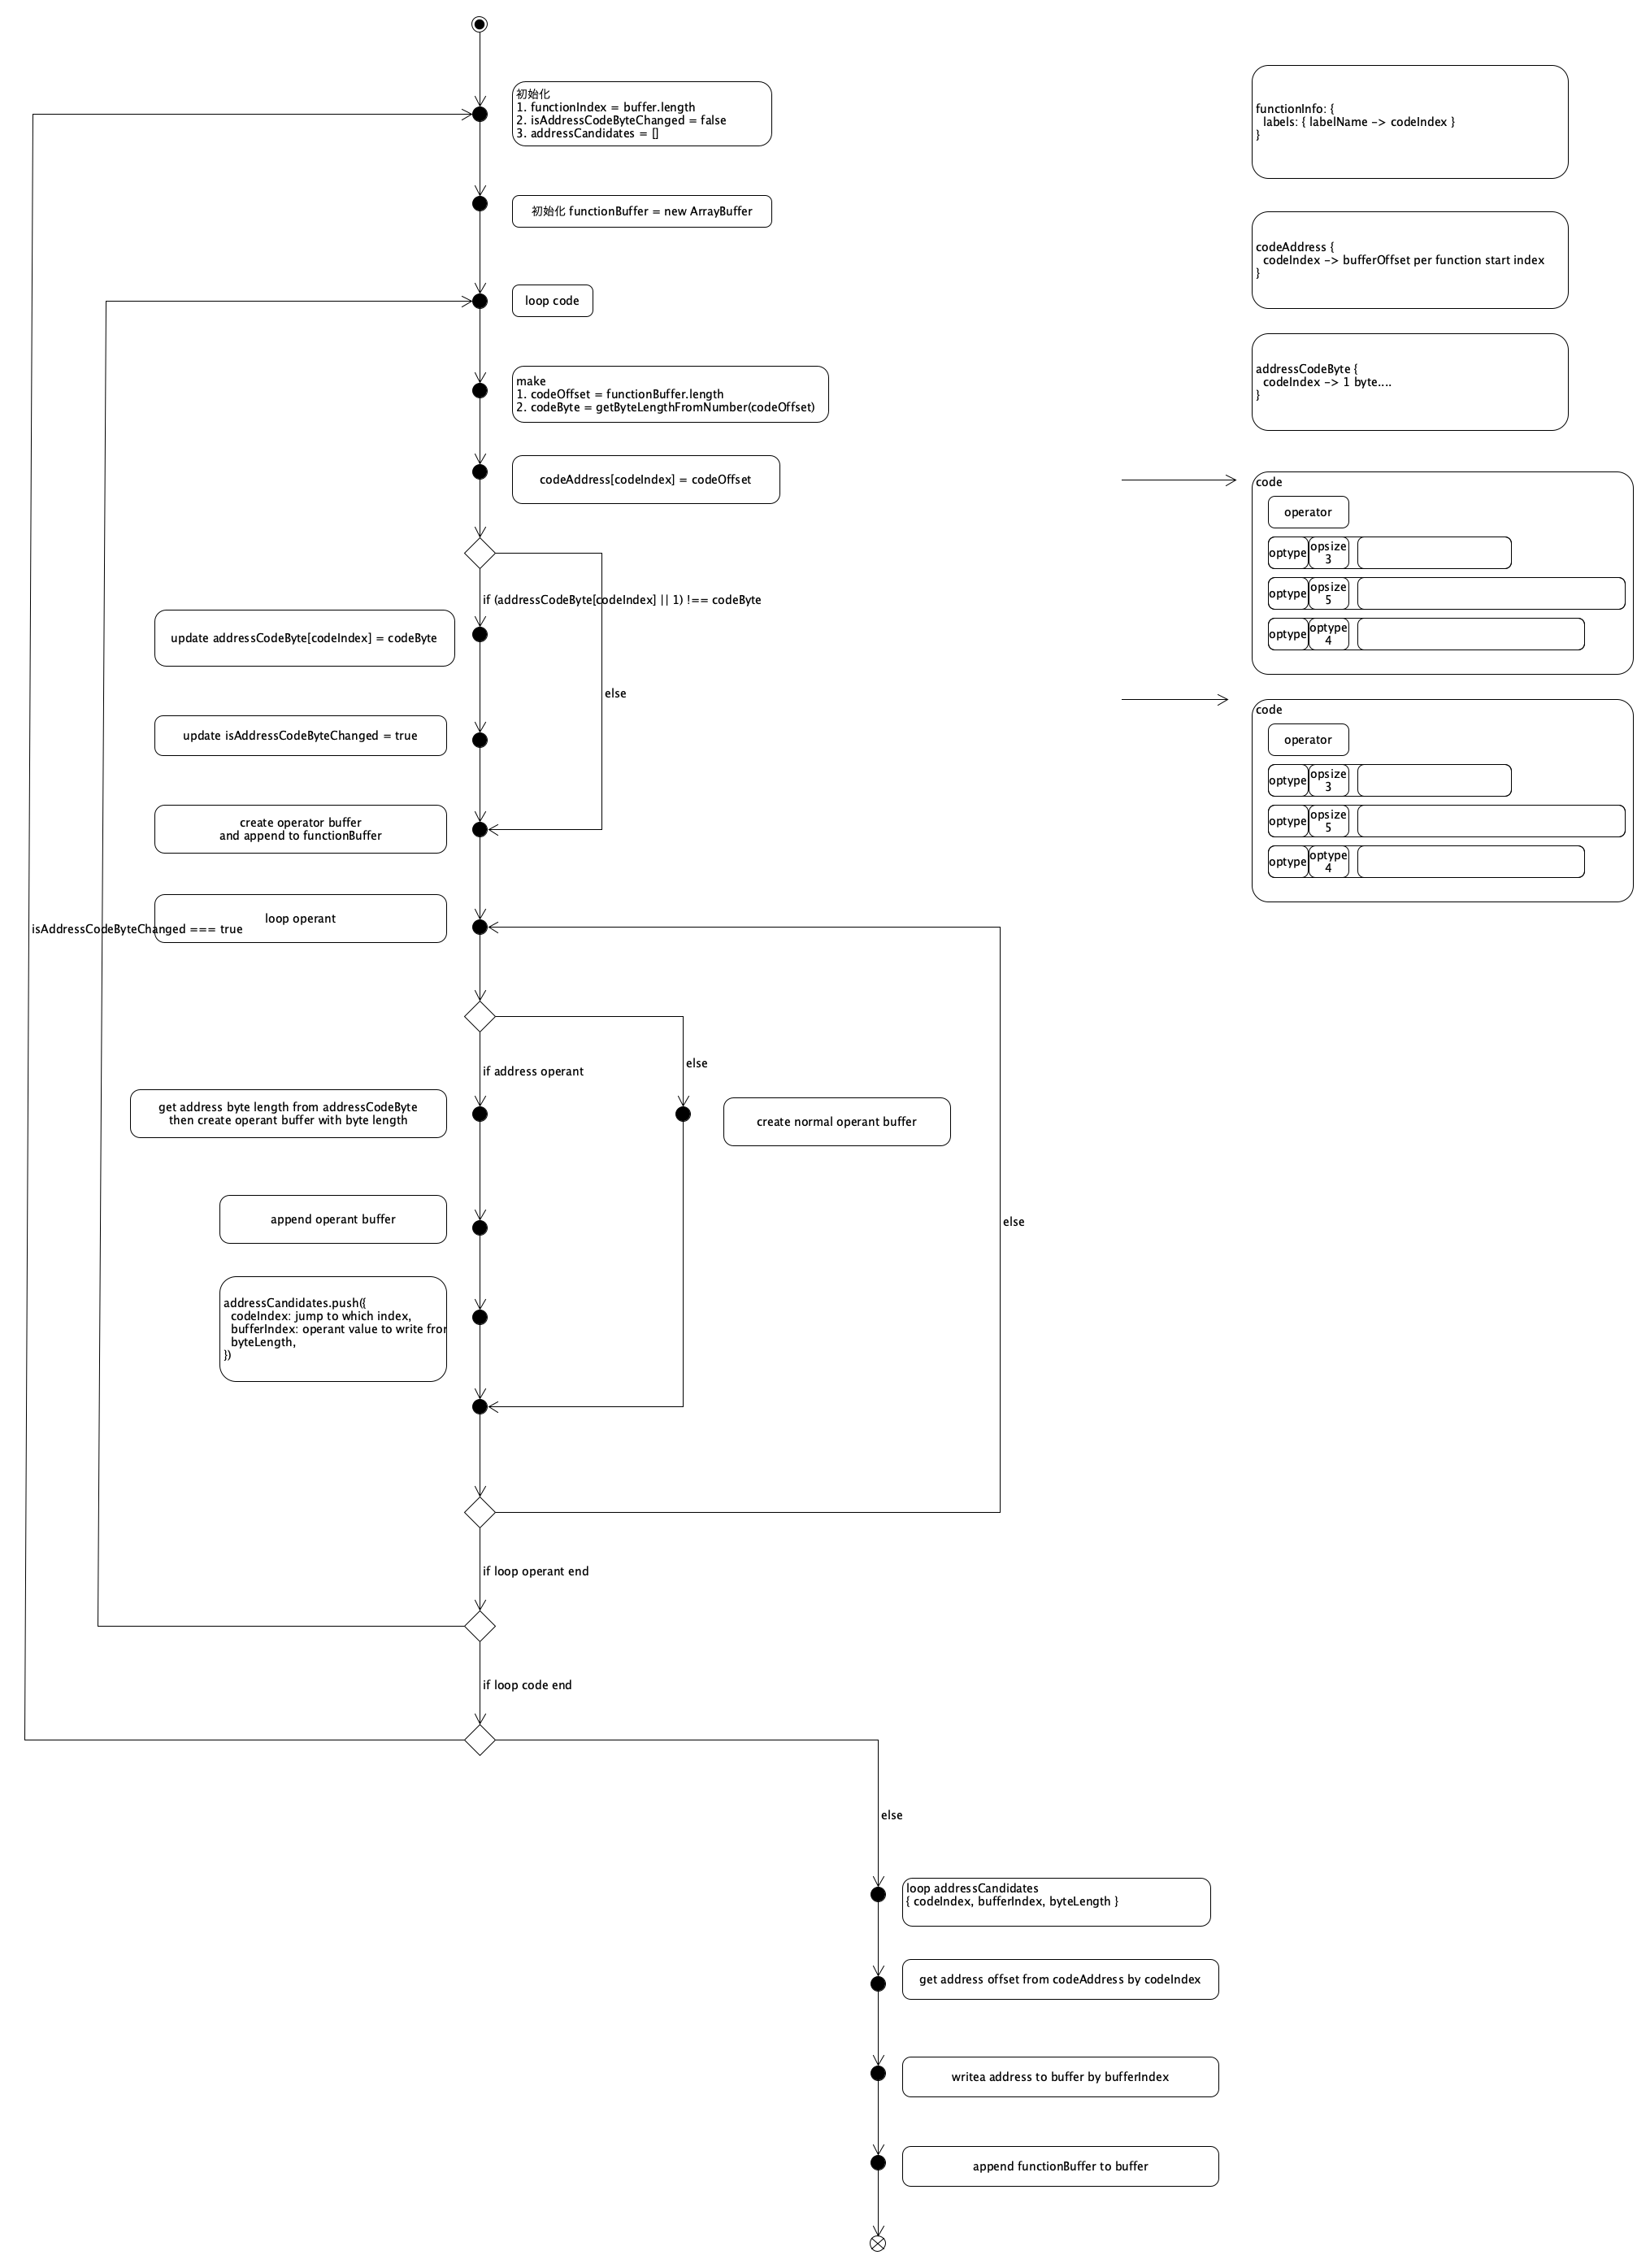 初始化
1. functionIndex = buffer.length
2. isAddressCodeByteChanged = false
3. addressCandidates = []
初始化 functionBuffer = new ArrayBuffer
loop code
make
1. codeOffset = functionBuffer.length
2. codeByte = getByteLengthFromNumber(codeOffset)
codeAddress[codeIndex] = codeOffset
if (addressCodeByte[codeIndex] || 1) !== codeByte
update addressCodeByte[codeIndex] = codeByte
else
update isAddressCodeByteChanged = true
create operator buffer
and append to functionBuffer
loop operant
isAddressCodeByteChanged === true
if address operant
else
get address byte length from addressCodeByte
then create operant buffer with byte length
create normal operant buffer
append operant buffer
else
addressCandidates.push({
codeIndex: jump to which index,
bufferIndex: operant value to write from
byteLength,
})
if loop operant end
if loop code end
else
loop addressCandidates
{ codeIndex, bufferIndex, byteLength }
get address offset from codeAddress by codeIndex
writea address to buffer by bufferIndex
append functionBuffer to buffer
functionInfo: {
labels: { labelName -> codeIndex }
}
codeAddress {
codeIndex -> bufferOffset per function start index
}
addressCodeByte {
codeIndex -> 1 byte....
}
code
operator
optype opsize
3
optype opsize
5
optype optype
4
code
operator
optype opsize
3
optype opsize
5
optype optype
4